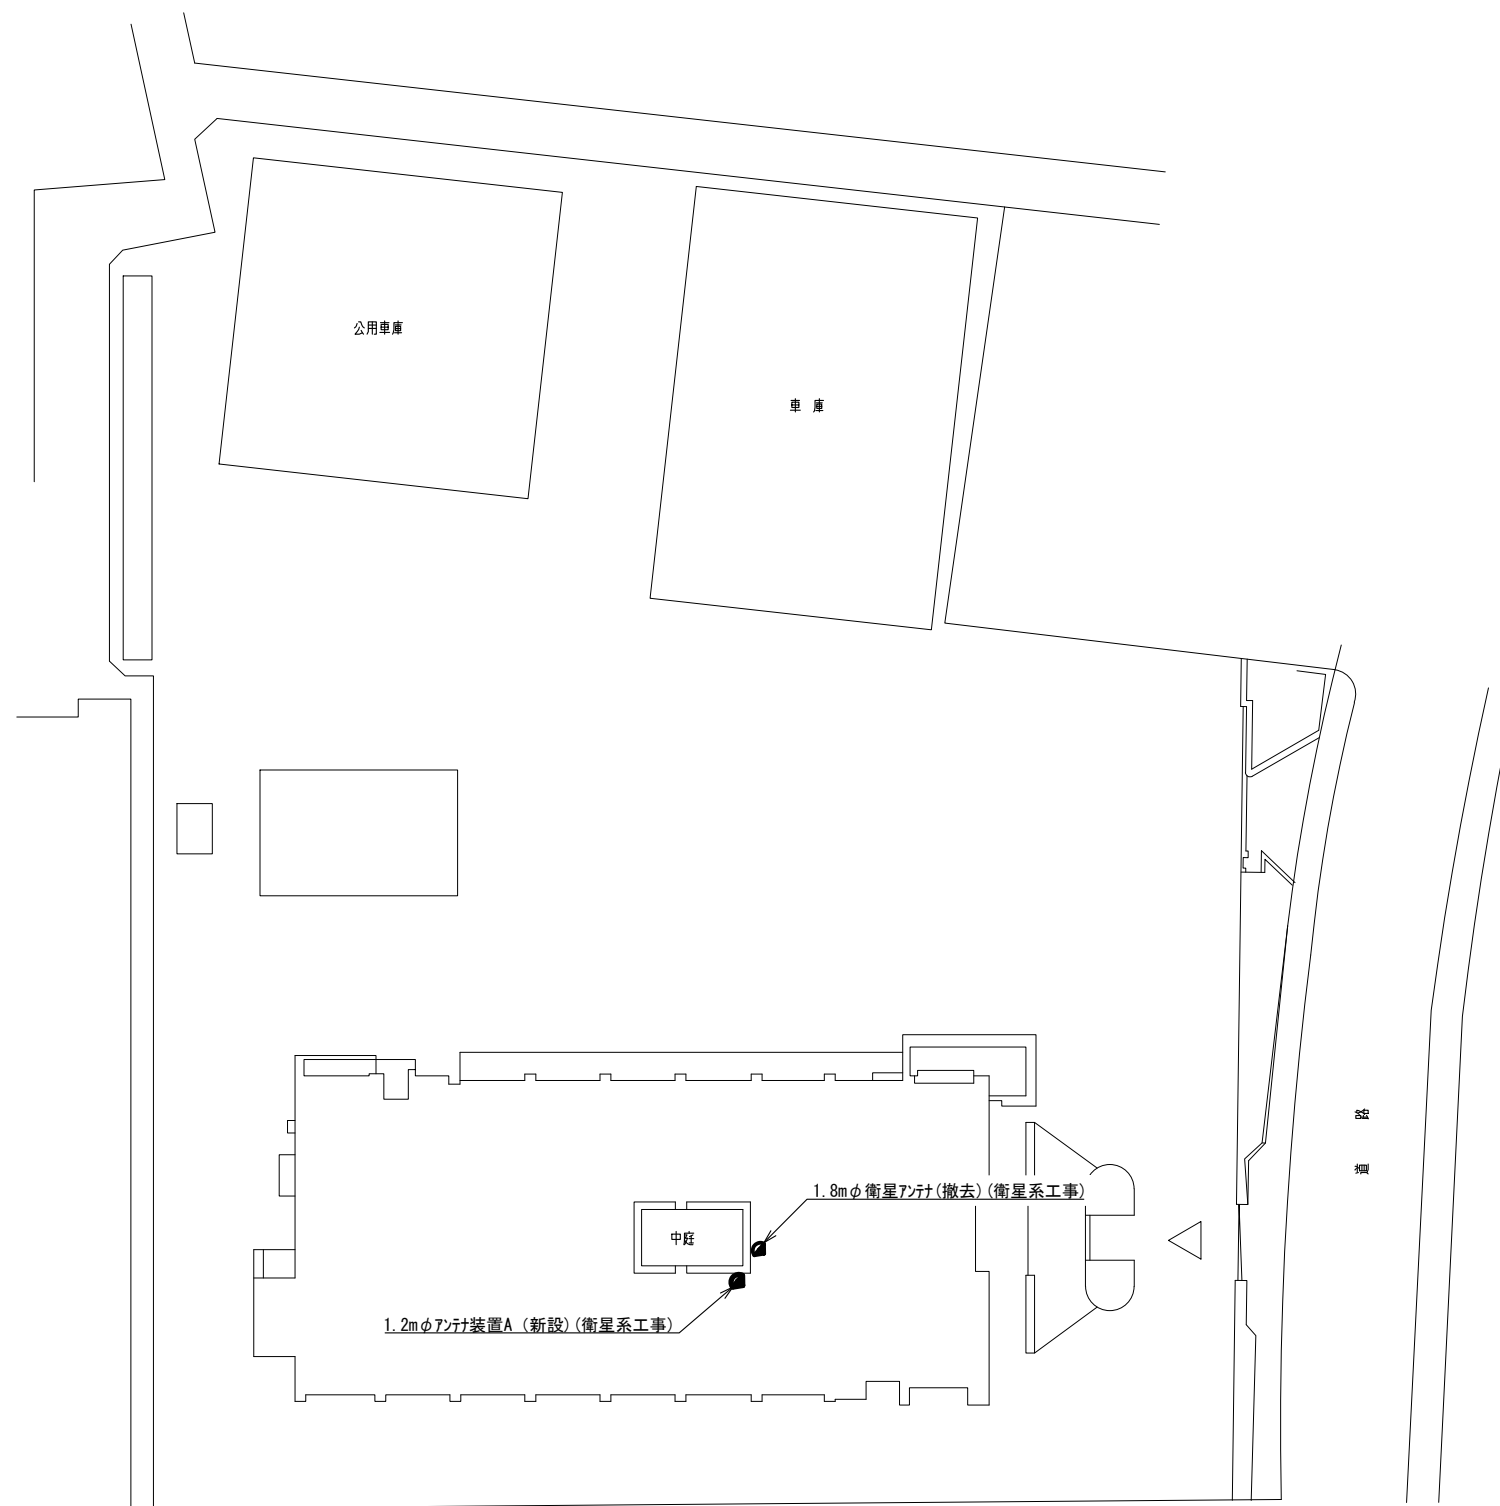 公用車庫
車 庫
道 路
1.8mφ衛星ｱﾝﾃﾅ(撤去)(衛星系工事)
中庭
1.2mφｱﾝﾃﾅ装置A (新設)(衛星系工事)